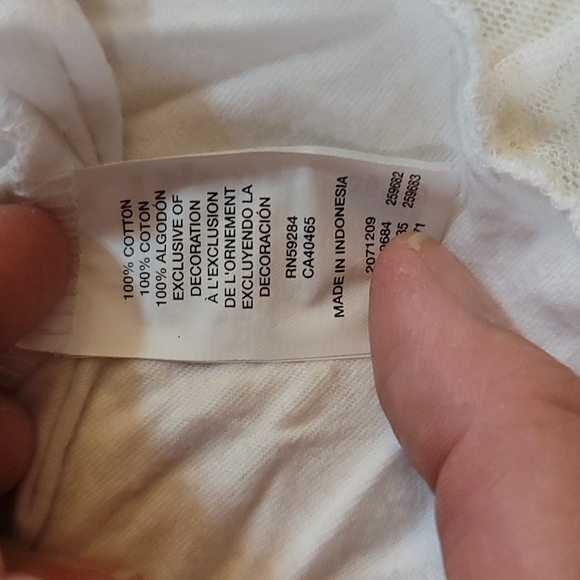 100% COTTON
100% COTON
100% ALGODON
EXCLUSIVE OF
DECORATION
À L'EXCLUSION
DE L'ORNEMENT
EXCLUYENDO LA
DECORACIÓN
RN59284
CA40465
MADE IN INDONESIA
2071209 259682
259683